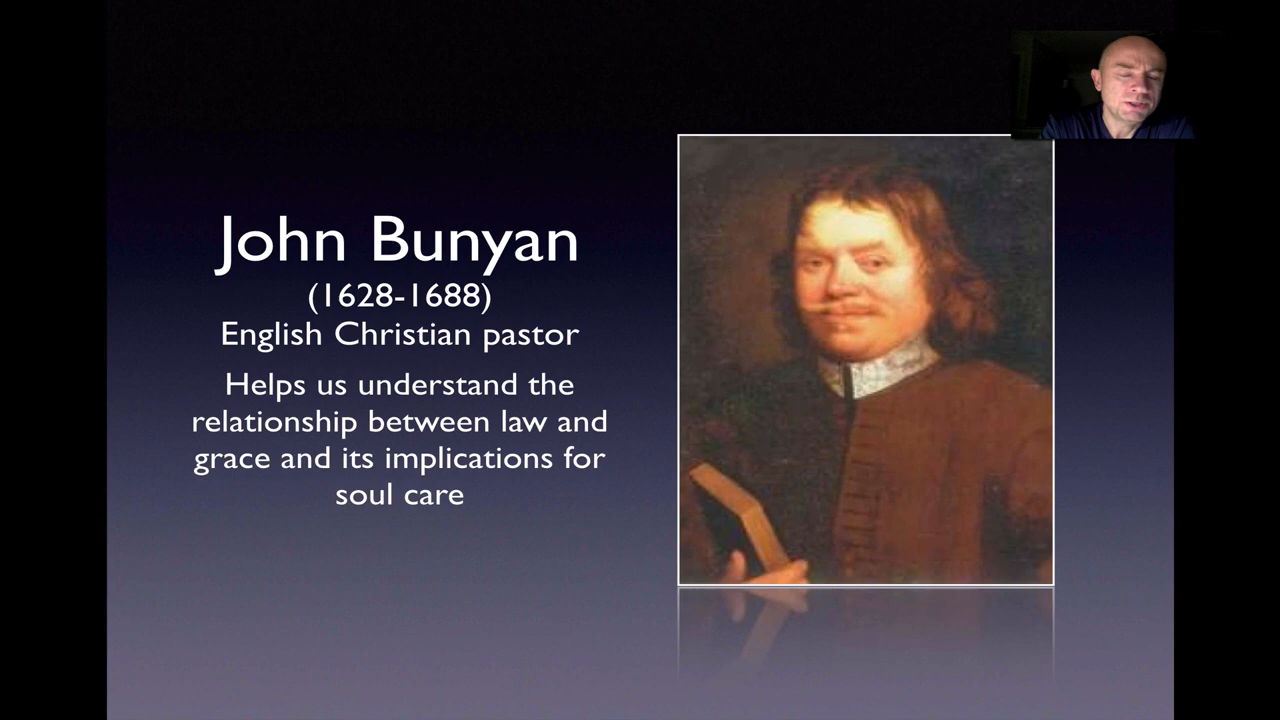 John Bunyan
(1628-1688)
English Christian pastor
Helps us understand the
relationship between law and
grace and its implications for
soul care